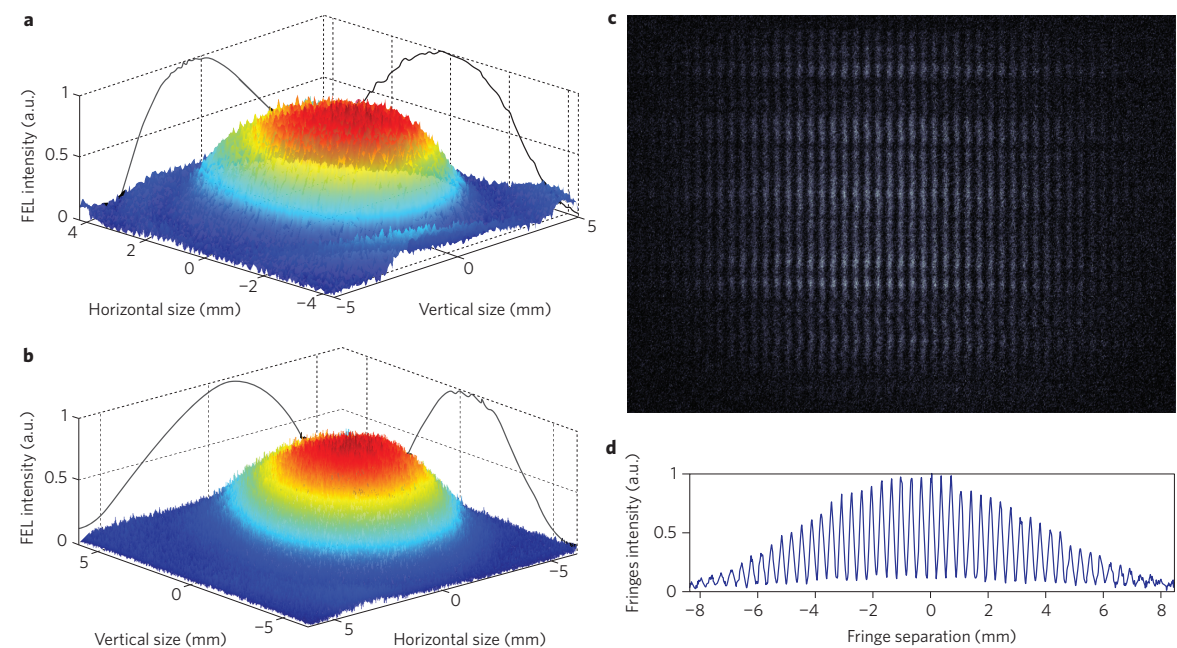 a
FEL intensity (a.u.)
1
0.5
0
4
2
0
−2
−4
Horizontal size (mm)
−5
0
5
Vertical size (mm)
b
FEL intensity (a.u.)
1
0.5
0
5
0
−5
Vertical size (mm)
5
0
−5
Horizontal size (mm)
c
d
Fringes intensity (a.u.)
1
0.5
0
−8 −6 −4 −2 0 2 4 6 8
Fringe separation (mm)